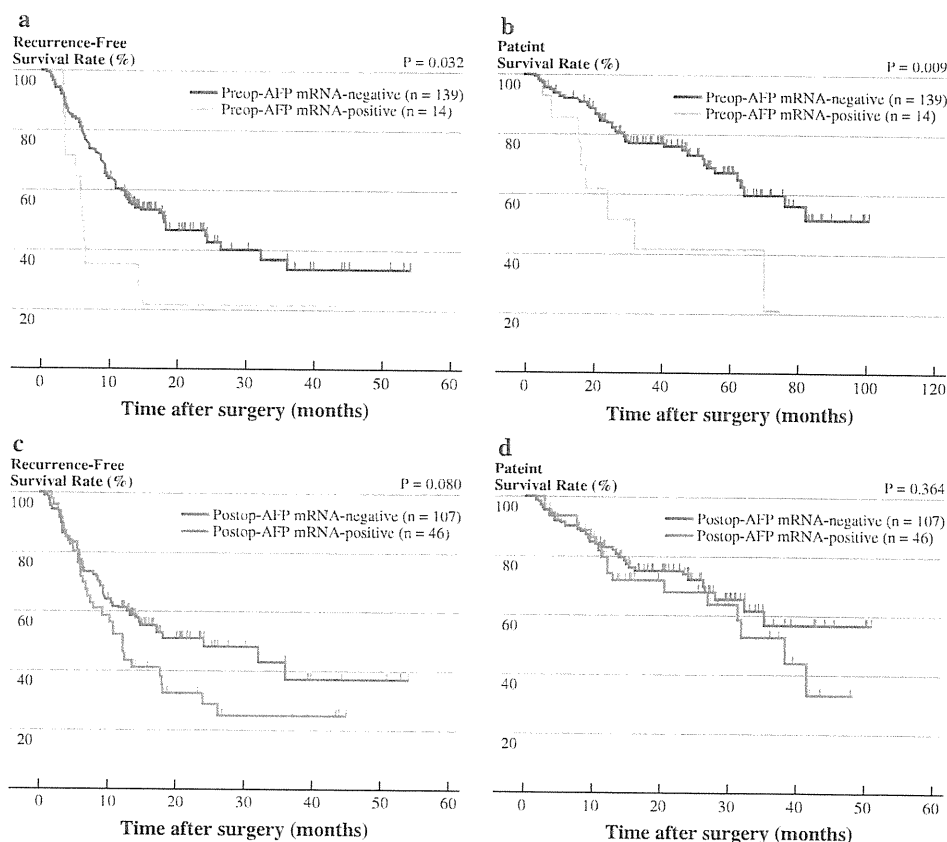 a
Recurrence-Free
Survival Rate (%)
P = 0.032
100
Preop-AFP mRNA-negative (n = 139)
Preop-AFP mRNA-positive (n = 14)
80
60
40
20
0 10 20 30 40 50 60
Time after surgery (months)
b
Pateint
Survival Rate (%)
P = 0.009
100
Preop-AFP mRNA-negative (n = 139)
Preop-AFP mRNA-positive (n = 14)
80
60
40
20
0 20 40 60 80 100 120
Time after surgery (months)
c
Recurrence-Free
Survival Rate (%)
P = 0.080
100
Postop-AFP mRNA-negative (n = 107)
Postop-AFP mRNA-positive (n = 46)
80
60
40
20
0 10 20 30 40 50 60
Time after surgery (months)
d
Pateint
Survival Rate (%)
P = 0.364
100
Postop-AFP mRNA-negative (n = 107)
Postop-AFP mRNA-positive (n = 46)
80
60
40
20
0 10 20 30 40 50 60
Time after surgery (months)